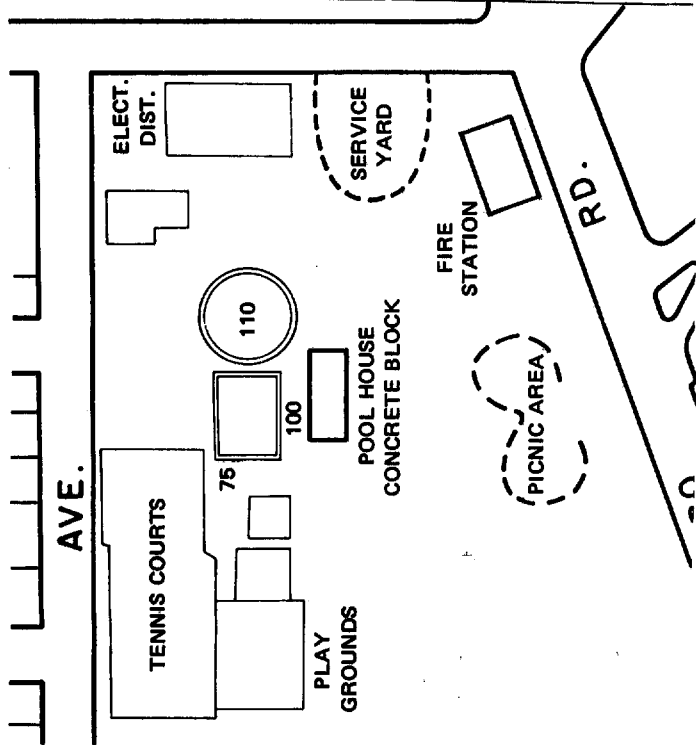 ELECT.
DIST.
SERVICE
YARD
FIRE
STATION
RD.
110
100
75
POOL HOUSE
CONCRETE BLOCK
PICNIC AREA
AVE.
TENNIS COURTS
PLAY
GROUNDS